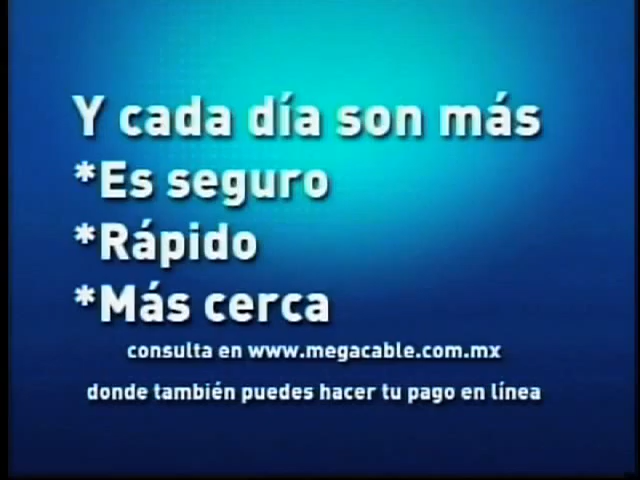 Y cada día son más
*Es seguro
*Rápido
*Más cerca
consulta en www.megacable.com.mx
donde también puedes hacer tu pago en línea